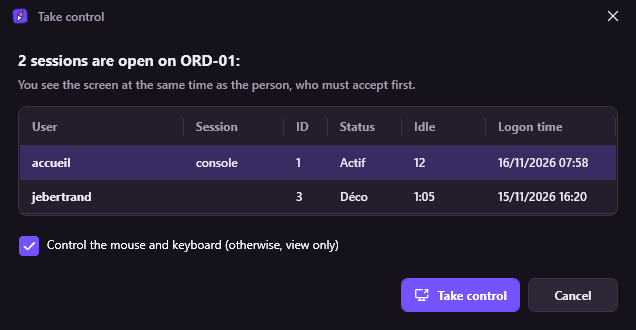 Take control
2 sessions are open on ORD-01:
You see the screen at the same time as the person, who must accept first.
User Session ID Status Idle Logon time
accueil console 1 Actif 12 16/11/2026 07:58
jebertrand 3 Déco 1:05 15/11/2026 16:20
Control the mouse and keyboard (otherwise, view only)
Take control Cancel